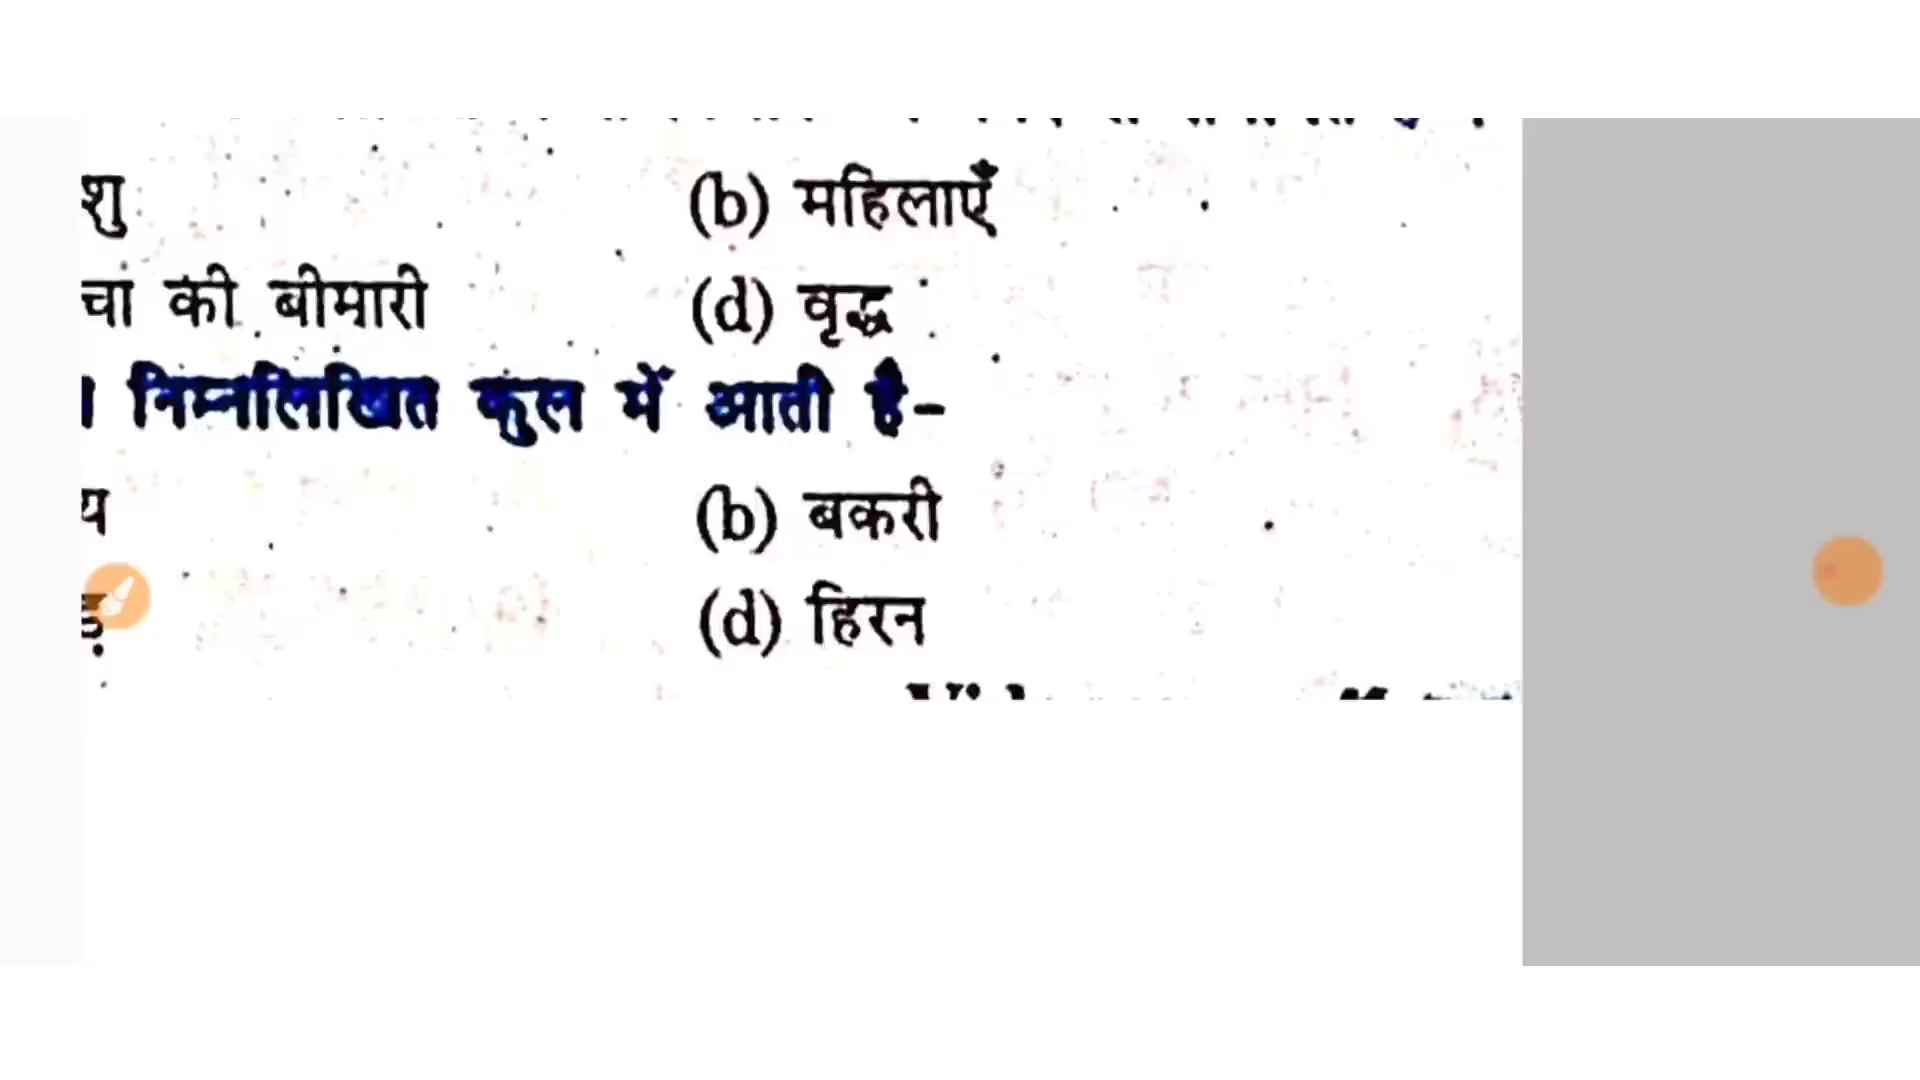 शु (b) महिलाएँ
चा की बीमारी (d) वृद्ध
। निम्नलिखित कुल में आती है-
य (b) बकरी
ड़ (d) हिरन